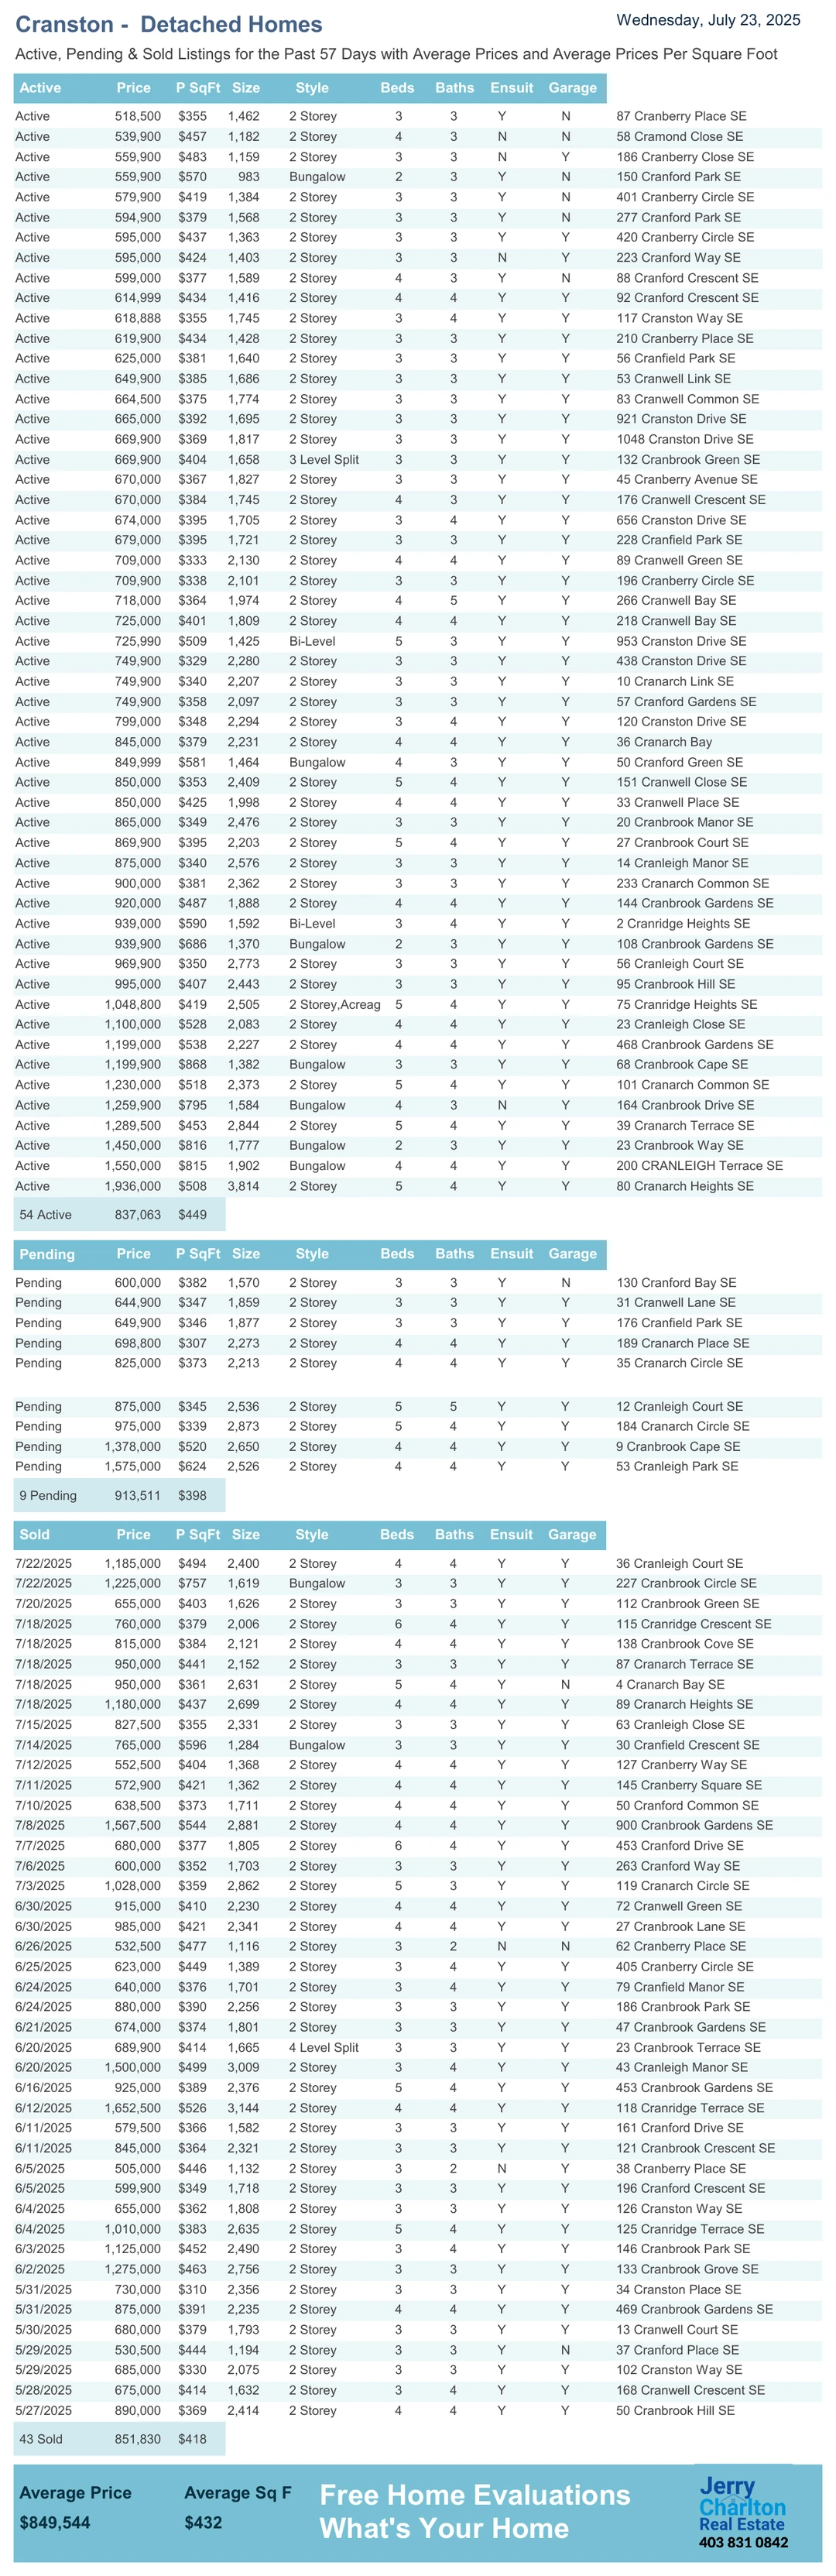 Cranston - Detached Homes
Wednesday, July 23, 2025
Active, Pending & Sold Listings for the Past 57 Days with Average Prices and Average Prices Per Square Foot
Active Price P SqFt Size Style Beds Baths Ensuit Garage
Active 518,500 $355 1,462 2 Storey 3 3 Y N 87 Cranberry Place SE
Active 539,900 $457 1,182 2 Storey 4 3 N N 58 Cramond Close SE
Active 559,900 $483 1,159 2 Storey 3 3 N Y 186 Cranberry Close SE
Active 559,900 $570 983 Bungalow 2 3 Y N 150 Cranford Park SE
Active 579,900 $419 1,384 2 Storey 3 3 Y N 401 Cranberry Circle SE
Active 594,900 $379 1,568 2 Storey 3 3 Y N 277 Cranford Park SE
Active 595,000 $437 1,363 2 Storey 3 3 Y Y 420 Cranberry Circle SE
Active 595,000 $424 1,403 2 Storey 3 3 N Y 223 Cranford Way SE
Active 599,000 $377 1,589 2 Storey 4 3 Y N 88 Cranford Crescent SE
Active 614,999 $434 1,416 2 Storey 4 4 Y Y 92 Cranford Crescent SE
Active 618,888 $355 1,745 2 Storey 3 4 Y Y 117 Cranston Way SE
Active 619,900 $434 1,428 2 Storey 3 3 Y Y 210 Cranberry Place SE
Active 625,000 $381 1,640 2 Storey 3 3 Y Y 56 Cranfield Park SE
Active 649,900 $385 1,686 2 Storey 3 3 Y Y 53 Cranwell Link SE
Active 664,500 $375 1,774 2 Storey 3 3 Y Y 83 Cranwell Common SE
Active 665,000 $392 1,695 2 Storey 3 3 Y Y 921 Cranston Drive SE
Active 669,900 $369 1,817 2 Storey 3 3 Y Y 1048 Cranston Drive SE
Active 669,900 $404 1,658 3 Level Split 3 3 Y Y 132 Cranbrook Green SE
Active 670,000 $367 1,827 2 Storey 3 3 Y Y 45 Cranberry Avenue SE
Active 670,000 $384 1,745 2 Storey 4 3 Y Y 176 Cranwell Crescent SE
Active 674,000 $395 1,705 2 Storey 3 4 Y Y 656 Cranston Drive SE
Active 679,000 $395 1,721 2 Storey 3 3 Y Y 228 Cranfield Park SE
Active 709,000 $333 2,130 2 Storey 4 4 Y Y 89 Cranwell Green SE
Active 709,900 $338 2,101 2 Storey 3 3 Y Y 196 Cranberry Circle SE
Active 718,000 $364 1,974 2 Storey 4 5 Y Y 266 Cranwell Bay SE
Active 725,000 $401 1,809 2 Storey 4 4 Y Y 218 Cranwell Bay SE
Active 725,990 $509 1,425 Bi-Level 5 3 Y Y 953 Cranston Drive SE
Active 749,900 $329 2,280 2 Storey 3 3 Y Y 438 Cranston Drive SE
Active 749,900 $340 2,207 2 Storey 3 3 Y Y 10 Cranarch Link SE
Active 749,900 $358 2,097 2 Storey 3 3 Y Y 57 Cranford Gardens SE
Active 799,000 $348 2,294 2 Storey 3 4 Y Y 120 Cranston Drive SE
Active 845,000 $379 2,231 2 Storey 4 4 Y Y 36 Cranarch Bay
Active 849,999 $581 1,464 Bungalow 4 3 Y Y 50 Cranford Green SE
Active 850,000 $353 2,409 2 Storey 5 4 Y Y 151 Cranwell Close SE
Active 850,000 $425 1,998 2 Storey 4 4 Y Y 33 Cranwell Place SE
Active 865,000 $349 2,476 2 Storey 3 3 Y Y 20 Cranbrook Manor SE
Active 869,900 $395 2,203 2 Storey 5 4 Y Y 27 Cranbrook Court SE
Active 875,000 $340 2,576 2 Storey 3 3 Y Y 14 Cranleigh Manor SE
Active 900,000 $381 2,362 2 Storey 3 3 Y Y 233 Cranarch Common SE
Active 920,000 $487 1,888 2 Storey 4 4 Y Y 144 Cranbrook Gardens SE
Active 939,000 $590 1,592 Bi-Level 3 4 Y Y 2 Cranridge Heights SE
Active 939,900 $686 1,370 Bungalow 2 3 Y Y 108 Cranbrook Gardens SE
Active 969,900 $350 2,773 2 Storey 3 3 Y Y 56 Cranleigh Court SE
Active 995,000 $407 2,443 2 Storey 3 3 Y Y 95 Cranbrook Hill SE
Active 1,048,800 $419 2,505 2 Storey,Acreag 5 4 Y Y 75 Cranridge Heights SE
Active 1,100,000 $528 2,083 2 Storey 4 4 Y Y 23 Cranleigh Close SE
Active 1,199,000 $538 2,227 2 Storey 4 4 Y Y 468 Cranbrook Gardens SE
Active 1,199,900 $868 1,382 Bungalow 3 3 Y Y 68 Cranbrook Cape SE
Active 1,230,000 $518 2,373 2 Storey 5 4 Y Y 101 Cranarch Common SE
Active 1,259,900 $795 1,584 Bungalow 4 3 N Y 164 Cranbrook Drive SE
Active 1,289,500 $453 2,844 2 Storey 5 4 Y Y 39 Cranarch Terrace SE
Active 1,450,000 $816 1,777 Bungalow 2 3 Y Y 23 Cranbrook Way SE
Active 1,550,000 $815 1,902 Bungalow 4 4 Y Y 200 CRANLEIGH Terrace SE
Active 1,936,000 $508 3,814 2 Storey 5 4 Y Y 80 Cranarch Heights SE
54 Active 837,063 $449
Pending Price P SqFt Size Style Beds Baths Ensuit Garage
Pending 600,000 $382 1,570 2 Storey 3 3 Y N 130 Cranford Bay SE
Pending 644,900 $347 1,859 2 Storey 3 3 Y Y 31 Cranwell Lane SE
Pending 649,900 $346 1,877 2 Storey 3 3 Y Y 176 Cranfield Park SE
Pending 698,800 $307 2,273 2 Storey 4 4 Y Y 189 Cranarch Place SE
Pending 825,000 $373 2,213 2 Storey 4 4 Y Y 35 Cranarch Circle SE
Pending 875,000 $345 2,536 2 Storey 5 5 Y Y 12 Cranleigh Court SE
Pending 975,000 $339 2,873 2 Storey 5 4 Y Y 184 Cranarch Circle SE
Pending 1,378,000 $520 2,650 2 Storey 4 4 Y Y 9 Cranbrook Cape SE
Pending 1,575,000 $624 2,526 2 Storey 4 4 Y Y 53 Cranleigh Park SE
9 Pending 913,511 $398
Sold Price P SqFt Size Style Beds Baths Ensuit Garage
7/22/2025 1,185,000 $494 2,400 2 Storey 4 4 Y Y 36 Cranleigh Court SE
7/22/2025 1,225,000 $757 1,619 Bungalow 3 3 Y Y 227 Cranbrook Circle SE
7/20/2025 655,000 $403 1,626 2 Storey 3 3 Y Y 112 Cranbrook Green SE
7/18/2025 760,000 $379 2,006 2 Storey 6 4 Y Y 115 Cranridge Crescent SE
7/18/2025 815,000 $384 2,121 2 Storey 4 4 Y Y 138 Cranbrook Cove SE
7/18/2025 950,000 $441 2,152 2 Storey 3 3 Y Y 87 Cranarch Terrace SE
7/18/2025 950,000 $361 2,631 2 Storey 5 4 Y N 4 Cranarch Bay SE
7/18/2025 1,180,000 $437 2,699 2 Storey 4 4 Y Y 89 Cranarch Heights SE
7/15/2025 827,500 $355 2,331 2 Storey 3 3 Y Y 63 Cranleigh Close SE
7/14/2025 765,000 $596 1,284 Bungalow 3 3 Y Y 30 Cranfield Crescent SE
7/12/2025 552,500 $404 1,368 2 Storey 4 4 Y Y 127 Cranberry Way SE
7/11/2025 572,900 $421 1,362 2 Storey 4 4 Y Y 145 Cranberry Square SE
7/10/2025 638,500 $373 1,711 2 Storey 4 4 Y Y 50 Cranford Common SE
7/8/2025 1,567,500 $544 2,881 2 Storey 4 4 Y Y 900 Cranbrook Gardens SE
7/7/2025 680,000 $377 1,805 2 Storey 6 4 Y Y 453 Cranford Drive SE
7/6/2025 600,000 $352 1,703 2 Storey 3 3 Y Y 263 Cranford Way SE
7/3/2025 1,028,000 $359 2,862 2 Storey 5 3 Y Y 119 Cranarch Circle SE
6/30/2025 915,000 $410 2,230 2 Storey 4 4 Y Y 72 Cranwell Green SE
6/30/2025 985,000 $421 2,341 2 Storey 4 4 Y Y 27 Cranbrook Lane SE
6/26/2025 532,500 $477 1,116 2 Storey 3 2 N N 62 Cranberry Place SE
6/25/2025 623,000 $449 1,389 2 Storey 3 4 Y Y 405 Cranberry Circle SE
6/24/2025 640,000 $376 1,701 2 Storey 3 4 Y Y 79 Cranfield Manor SE
6/24/2025 880,000 $390 2,256 2 Storey 3 3 Y Y 186 Cranbrook Park SE
6/21/2025 674,000 $374 1,801 2 Storey 3 3 Y Y 47 Cranbrook Gardens SE
6/20/2025 689,900 $414 1,665 4 Level Split 3 3 Y Y 23 Cranbrook Terrace SE
6/20/2025 1,500,000 $499 3,009 2 Storey 3 4 Y Y 43 Cranleigh Manor SE
6/16/2025 925,000 $389 2,376 2 Storey 5 4 Y Y 453 Cranbrook Gardens SE
6/12/2025 1,652,500 $526 3,144 2 Storey 4 4 Y Y 118 Cranridge Terrace SE
6/11/2025 579,500 $366 1,582 2 Storey 3 3 Y Y 161 Cranford Drive SE
6/11/2025 845,000 $364 2,321 2 Storey 3 3 Y Y 121 Cranbrook Crescent SE
6/5/2025 505,000 $446 1,132 2 Storey 3 2 N Y 38 Cranberry Place SE
6/5/2025 599,900 $349 1,718 2 Storey 3 3 Y Y 196 Cranford Crescent SE
6/4/2025 655,000 $362 1,808 2 Storey 3 3 Y Y 126 Cranston Way SE
6/4/2025 1,010,000 $383 2,635 2 Storey 5 4 Y Y 125 Cranridge Terrace SE
6/3/2025 1,125,000 $452 2,490 2 Storey 3 4 Y Y 146 Cranbrook Park SE
6/2/2025 1,275,000 $463 2,756 2 Storey 3 3 Y Y 133 Cranbrook Grove SE
5/31/2025 730,000 $310 2,356 2 Storey 3 3 Y Y 34 Cranston Place SE
5/31/2025 875,000 $391 2,235 2 Storey 4 4 Y Y 469 Cranbrook Gardens SE
5/30/2025 680,000 $379 1,793 2 Storey 3 3 Y Y 13 Cranwell Court SE
5/29/2025 530,500 $444 1,194 2 Storey 3 3 Y N 37 Cranford Place SE
5/29/2025 685,000 $330 2,075 2 Storey 3 3 Y Y 102 Cranston Way SE
5/28/2025 675,000 $414 1,632 2 Storey 3 4 Y Y 168 Cranwell Crescent SE
5/27/2025 890,000 $369 2,414 2 Storey 4 4 Y Y 50 Cranbrook Hill SE
43 Sold 851,830 $418
Average Price Average Sq F
$849,544 $432
Free Home Evaluations
What's Your Home
Jerry
Charlton
Real Estate
403 831 0842